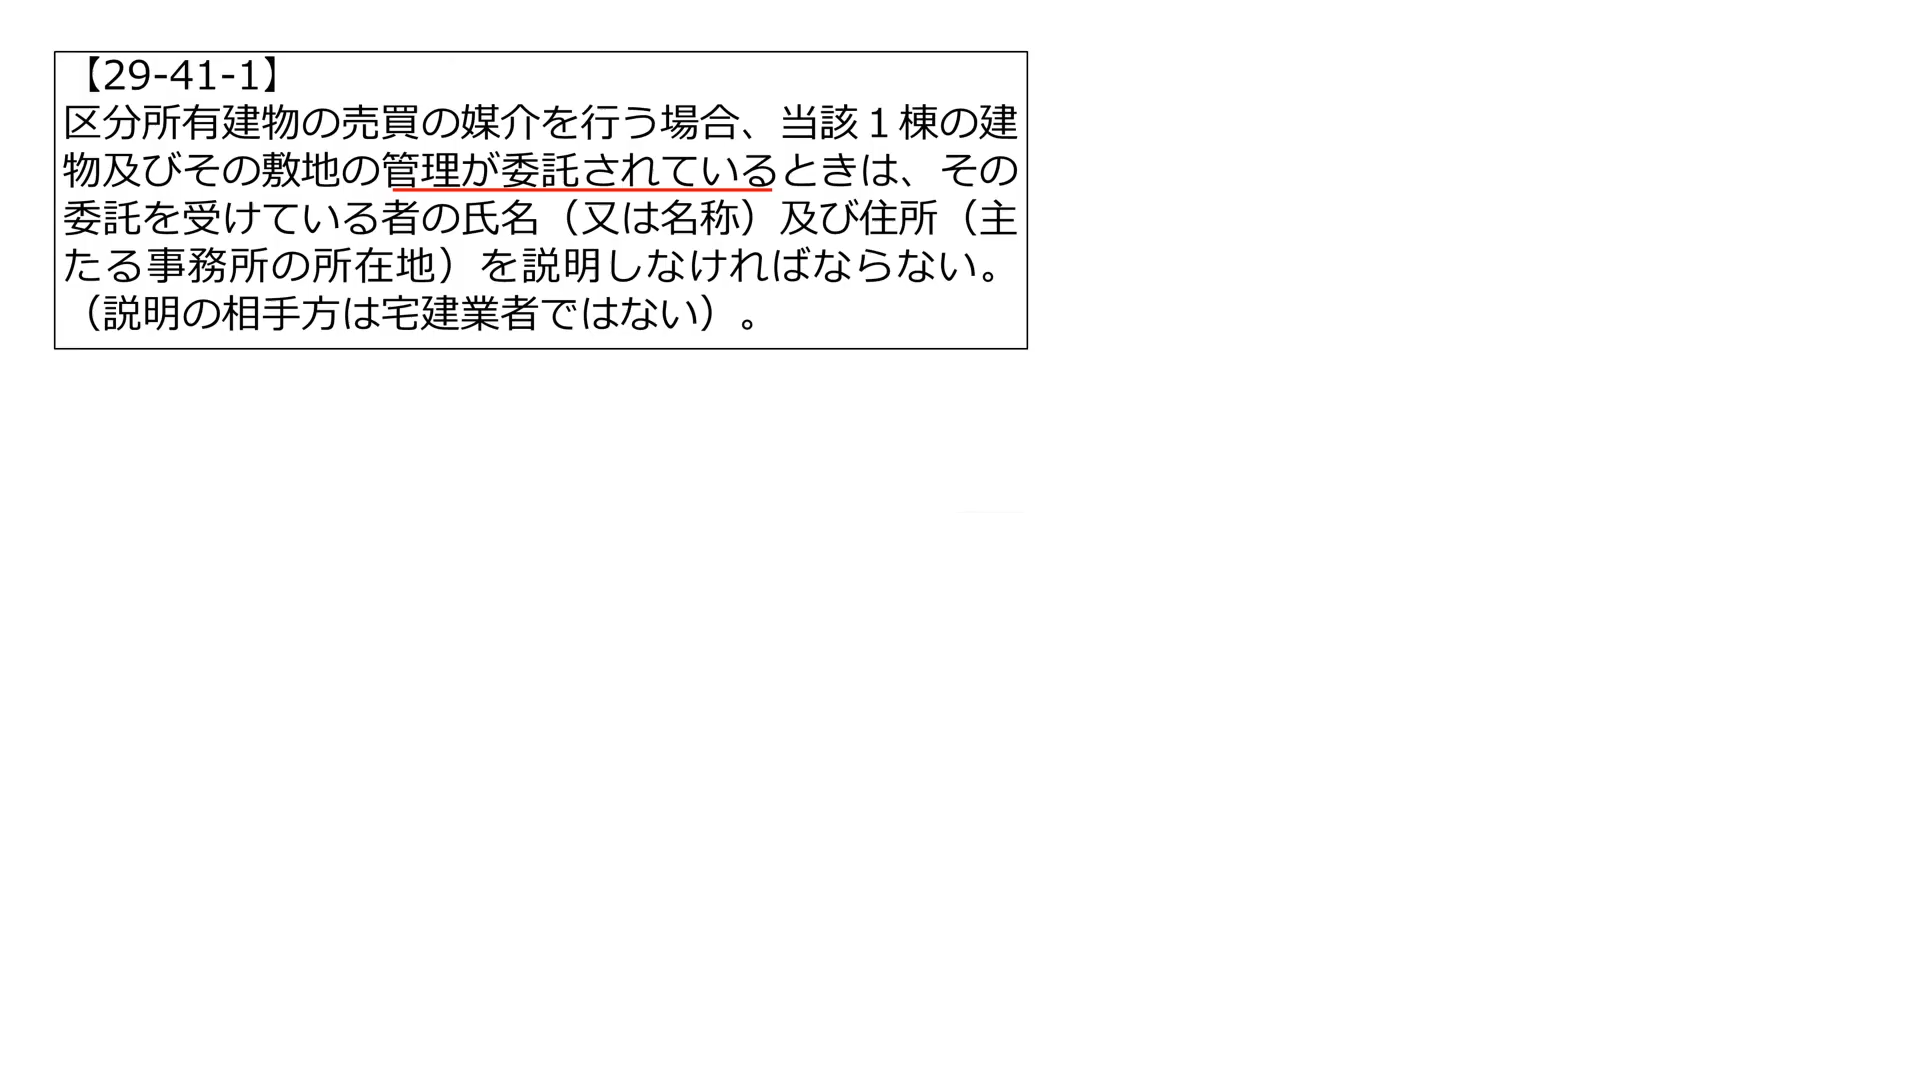 【29-41-1】
区分所有建物の売買の媒介を行う場合、当該１棟の建
物及びその敷地の管理が委託されているときは、その
委託を受けている者の氏名（又は名称）及び住所（主
たる事務所の所在地）を説明しなければならない。
（説明の相手方は宅建業者ではない）。